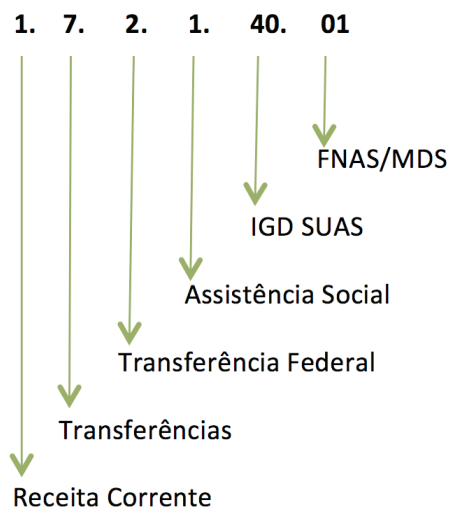 1. 7. 2. 1. 40. 01
FNAS/MDS
IGD SUAS
Assistência Social
Transferência Federal
Transferências
Receita Corrente